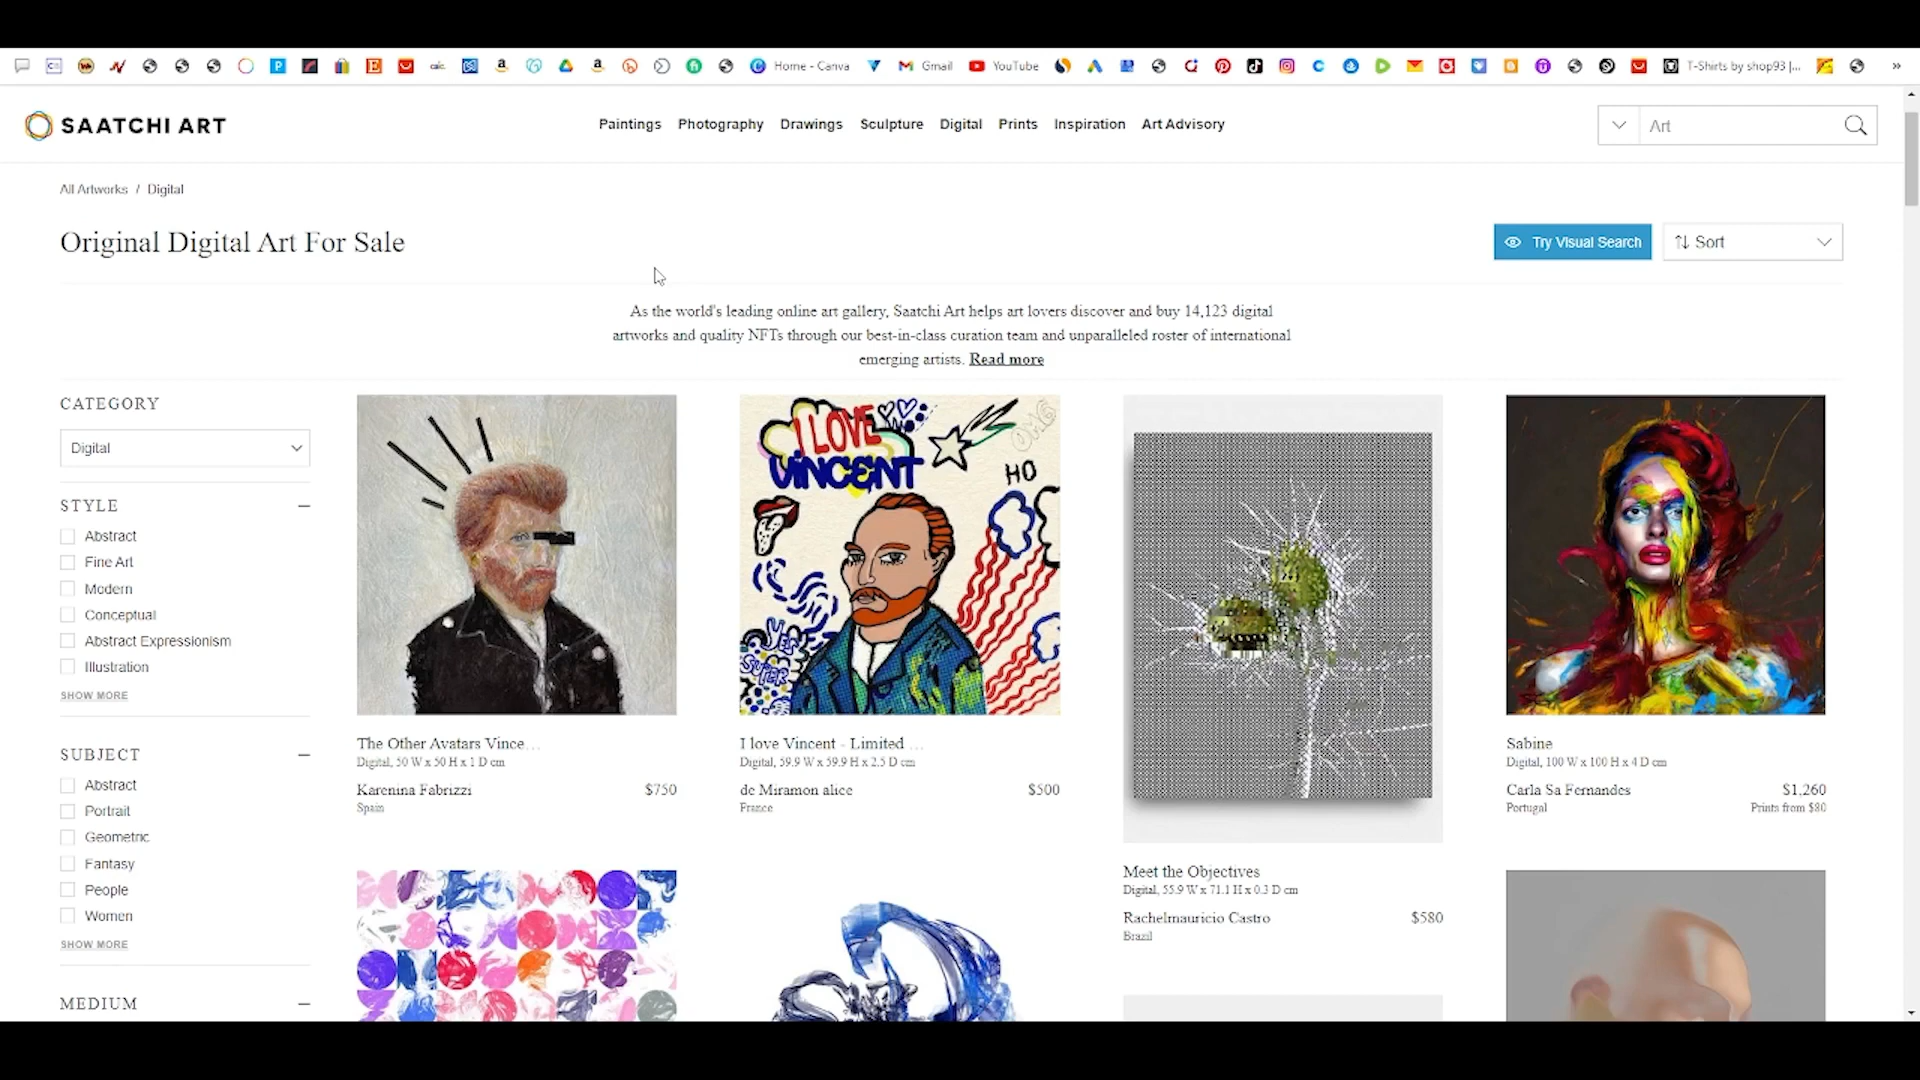 Home - Canva
Gmail
YouTube
T-Shirts by shop93 |...
SAATCHI ART
Paintings
Photography
Drawings
Sculpture
Digital
Prints
Inspiration
Art Advisory
Art
All Artworks / Digital
Original Digital Art For Sale
Try Visual Search
Sort
As the world's leading online art gallery, Saatchi Art helps art lovers discover and buy 14,123 digital
artworks and quality NFTs through our best-in-class curation team and unparalleled roster of international
emerging artists. Read more
CATEGORY
Digital
STYLE
Abstract
Fine Art
Modern
Conceptual
Abstract Expressionism
Illustration
SHOW MORE
SUBJECT
Abstract
Portrait
Geometric
Fantasy
People
Women
SHOW MORE
MEDIUM
The Other Avatars Vince...
Digital, 50 W x 50 H x 1 D cm
Karenina Fabrizzi
$750
Spain
I LOVE
VINCENT
OMG
HO
YES
SUPER
I love Vincent - Limited ...
Digital, 59.9 W x 59.9 H x 2.5 D cm
de Miramon alice
$500
France
Meet the Objectives
Digital, 55.9 W x 71.1 H x 0.3 D cm
Rachelmauricio Castro
$580
Brazil
Sabine
Digital, 100 W x 100 H x 4 D cm
Carla Sa Fernandes
$1,260
Portugal
Prints from $80